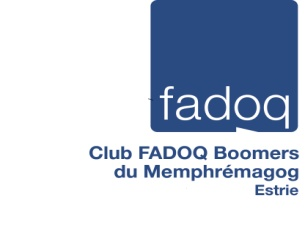 fadoq
Club FADOQ Boomers
du Memphrémagog
Estrie